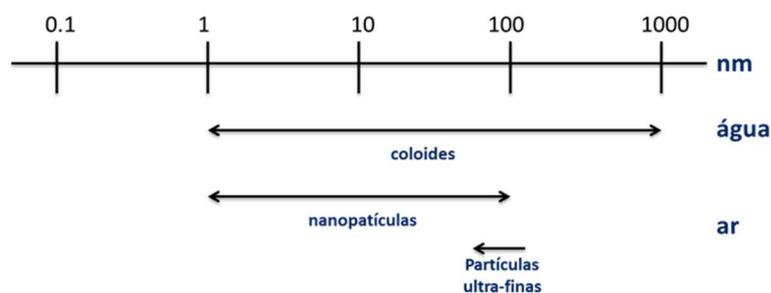 0.1 1 10 100 1000
nm
água
coloides
nanopatículas
ar
Partículas
ultra-finas